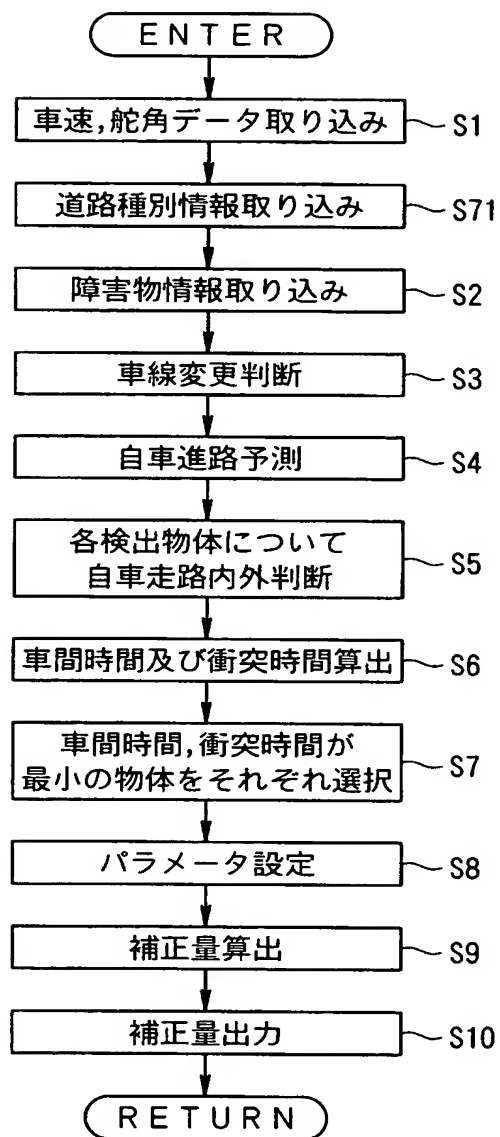 ENTER
車速,舵角データ取り込み
S1
道路種別情報取り込み
S71
障害物情報取り込み
S2
車線変更判断
S3
自車進路予測
S4
各検出物体について
自車走路内外判断
S5
車間時間及び衝突時間算出
S6
車間時間,衝突時間が
最小の物体をそれぞれ選択
S7
パラメータ設定
S8
補正量算出
S9
補正量出力
S10
RETURN